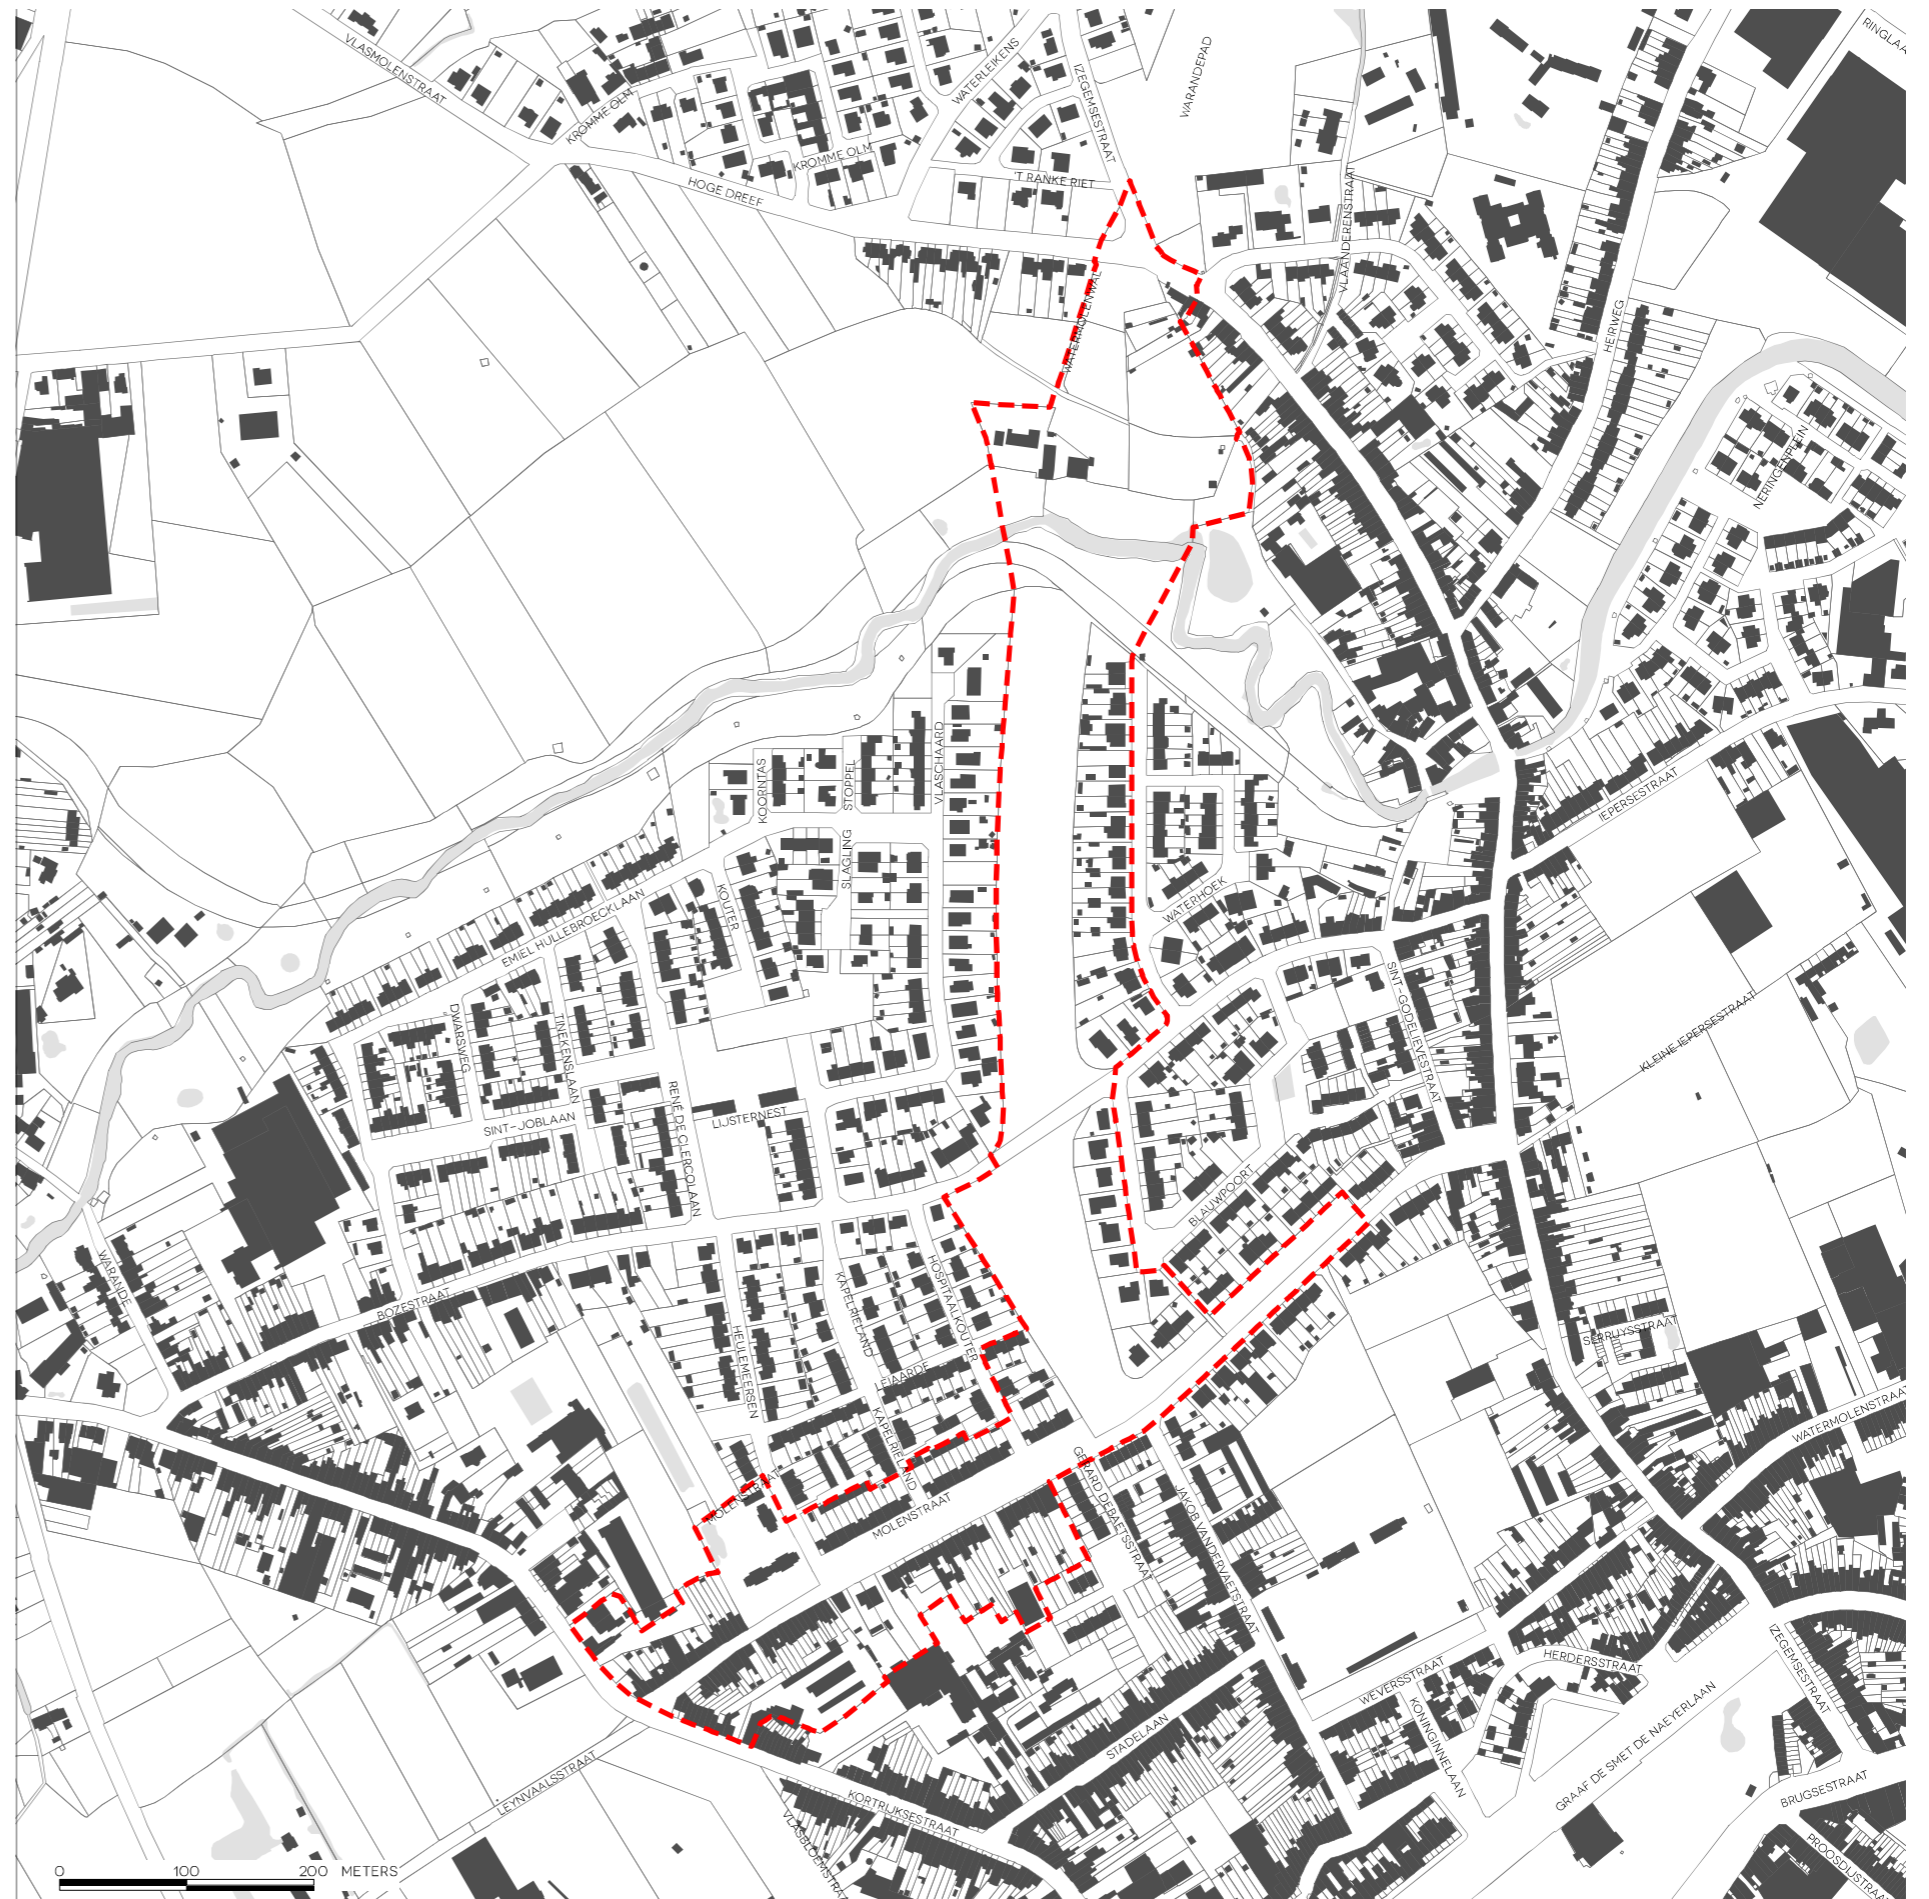 VLASMOLENSTRAAT
KROMME OLM
WATERLEIKENS
IZEGEMSESTRAAT
WARANDEPAD
KROMME OLM
HOGE DREEF
'T RANKE RIET
VLAANDERENSTRAAT
WATERMOLENWAL
HEIRWEG
NERINGENPLEIN
KOORNTAS
STOPPEL
VLASCHAARD
SLAGLING
IEPERSESTRAAT
KOUTER
EMIEL HULLEBROECKLAAN
WATERHOEK
SINT-GODELIEVESTRAAT
DWARSWEG
TINEKENSLAAN
KLEINE IEPERSESTRAAT
RENÉ DE CLERCQLAAN
LIJSTERNEST
SINT-JOBLAAN
BLAUWPOORT
WARANDE
BOZESTRAAT
HEULEMEERSEN
KAPELRIELAND
HOSPITAALKOUTER
LEIAARDE
SERRUYSSTRAAT
KAPELRIELAND
WATERMOLENSTRAAT
MOLENSTRAAT
GERARD DEBAETSSTRAAT
JAKOB VANDERVAETSTRAAT
WEVERSSTRAAT
HERDERSSTRAAT
KONINGINNELAAN
IZEGEMSESTRAAT
GRAAF DE SMET DE NAEYERLAAN
STADELAAN
LEYNVAALSSTRAAT
KORTRIJKSESTRAAT
BRUGSESTRAAT
0 100 200 METERS